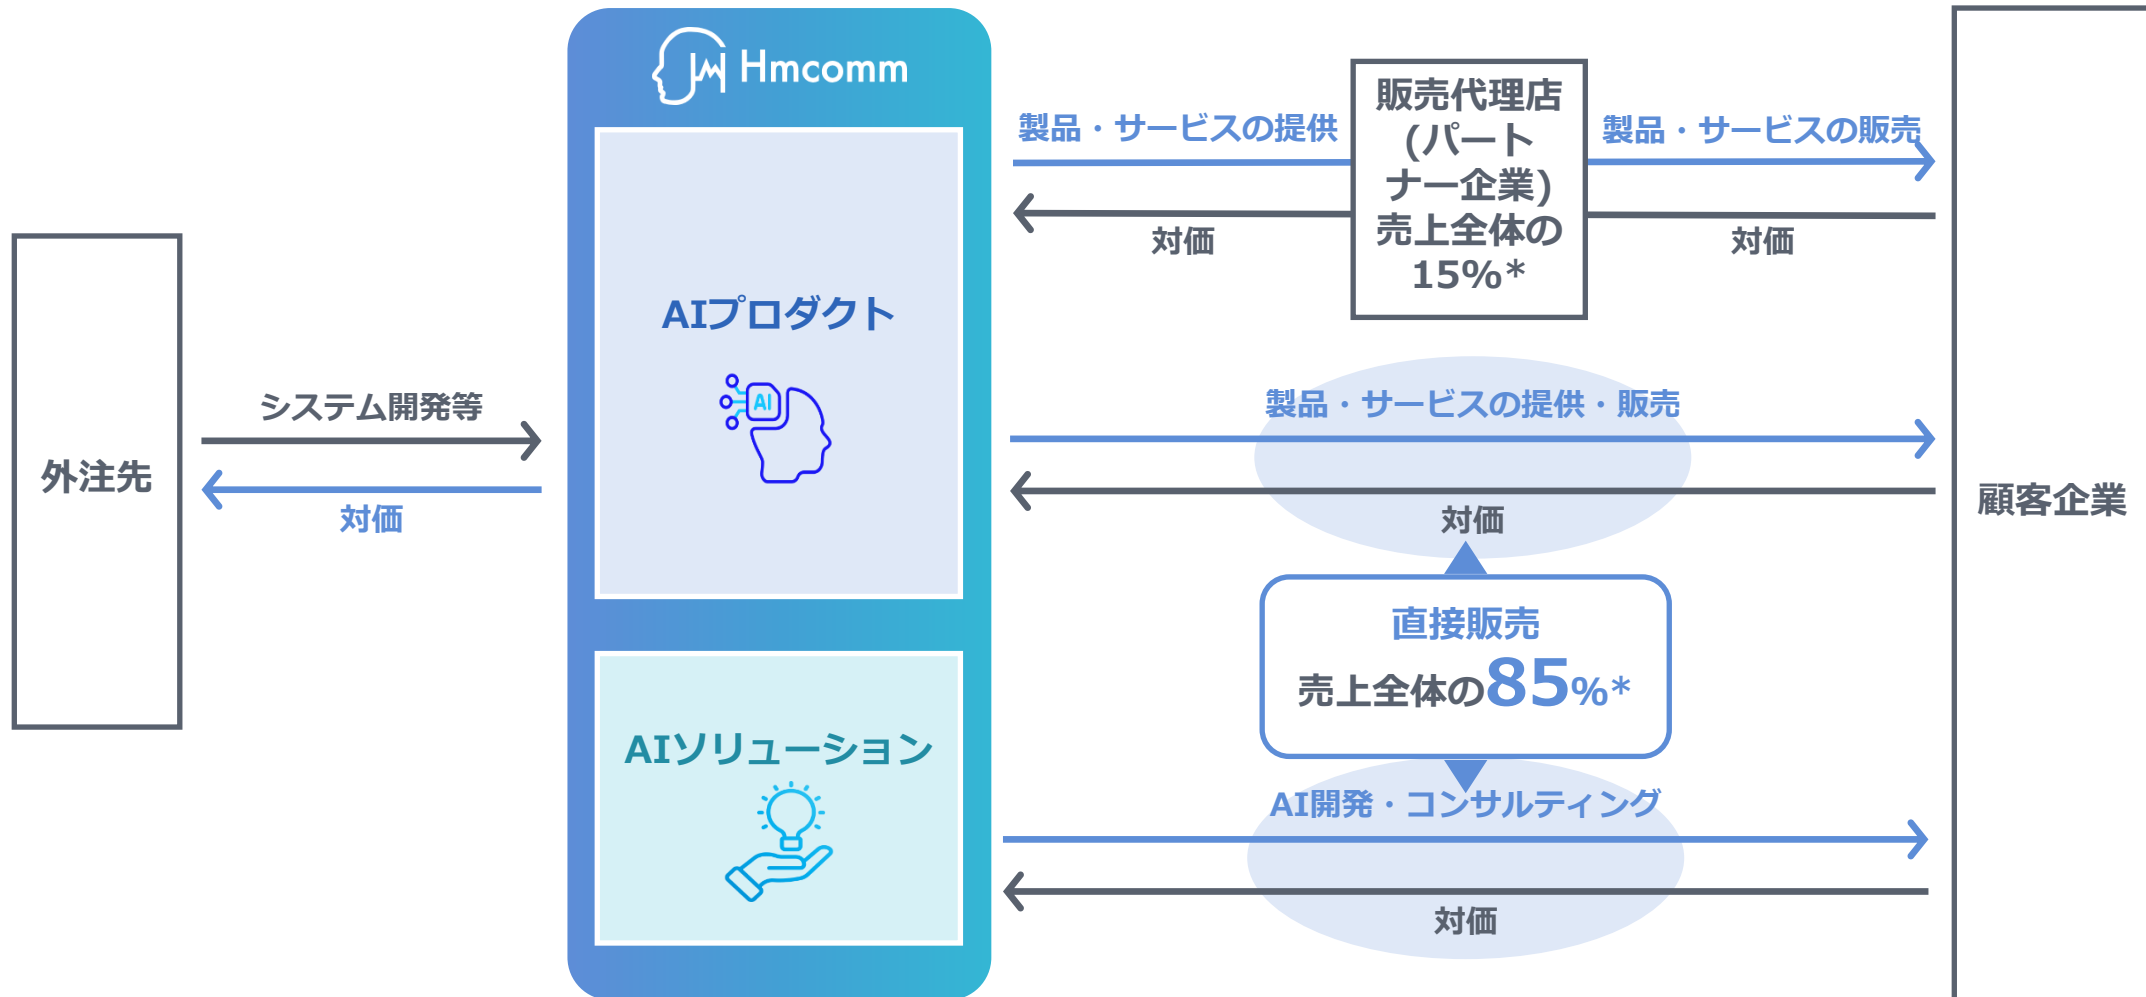 Hmcomm
AIプロダクト
AI
AIソリューション
外注先
システム開発等
対価
製品・サービスの提供
対価
販売代理店
(パート
ナー企業)
売上全体の
15%*
製品・サービスの販売
対価
製品・サービスの提供・販売
対価
直接販売
売上全体の85%*
AI開発・コンサルティング
対価
顧客企業